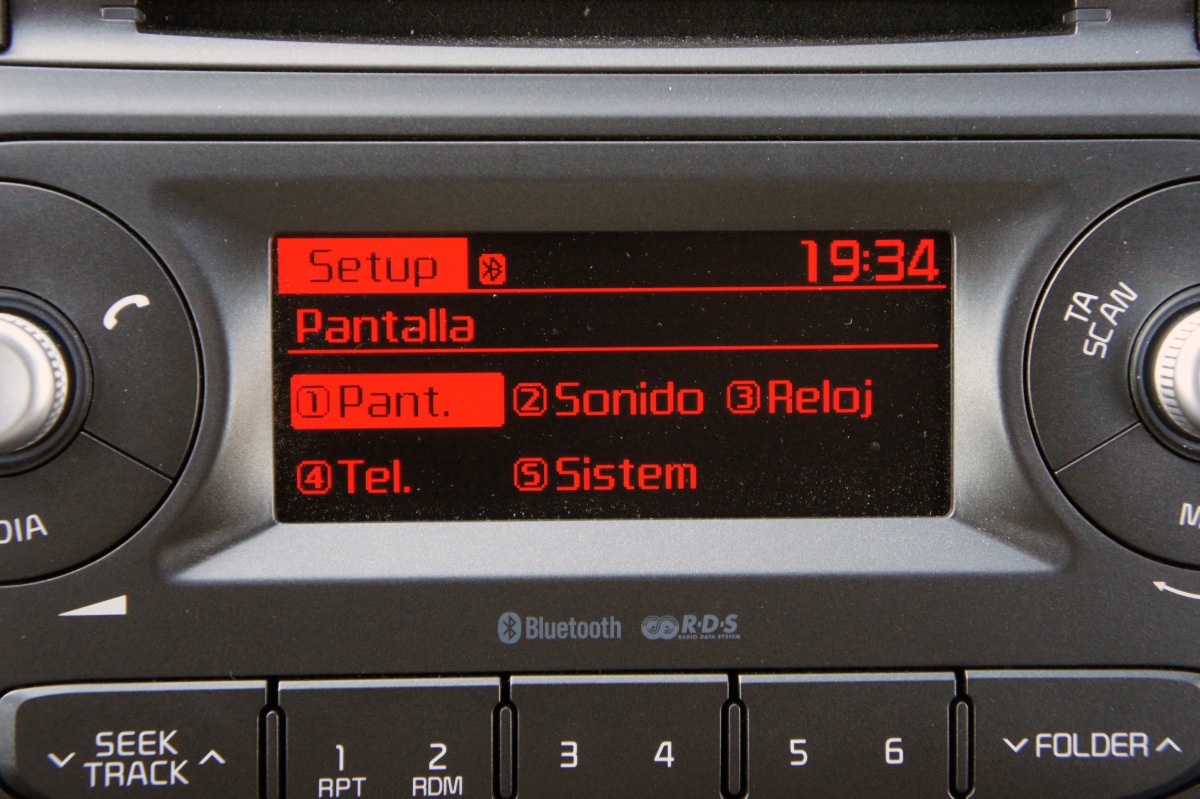 Setup 19:34
Pantalla
①Pant. ②Sonido ③Reloj
④Tel. ⑤Sistem
TA
SCAN
Bluetooth R·D·S
RADIO DATA SYSTEM
SEEK
TRACK
1 2 3 4 5 6
RPT RDM
FOLDER